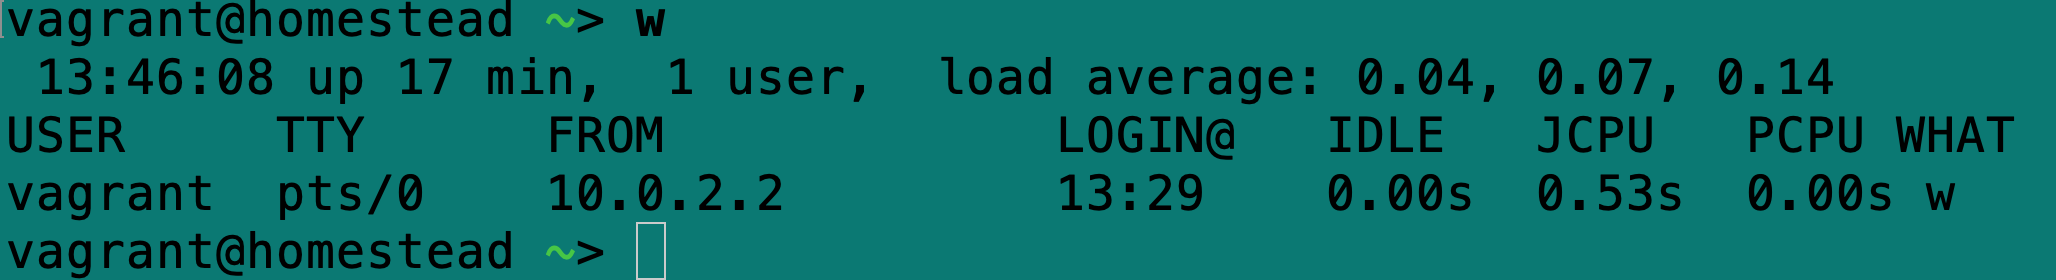 vagrant@homestead ~> w
 13:46:08 up 17 min,  1 user,  load average: 0.04, 0.07, 0.14
USER     TTY      FROM             LOGIN@   IDLE   JCPU   PCPU WHAT
vagrant  pts/0    10.0.2.2         13:29    0.00s  0.53s  0.00s w
vagrant@homestead ~>